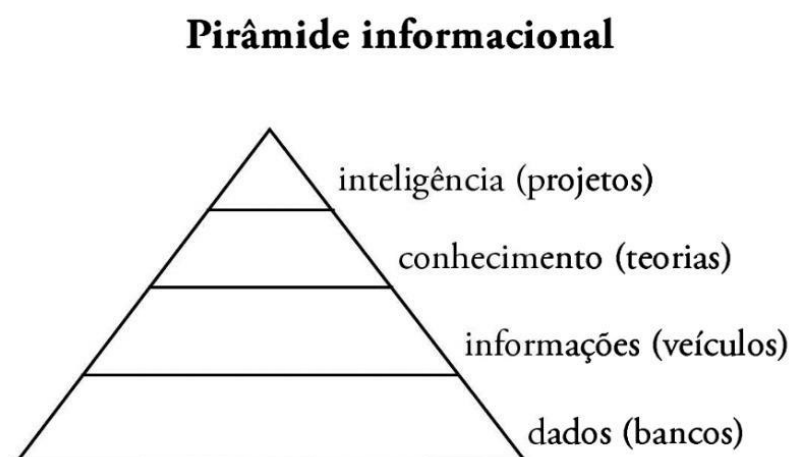 Pirâmide informacional
inteligência (projetos)
conhecimento (teorias)
informações (veículos)
dados (bancos)